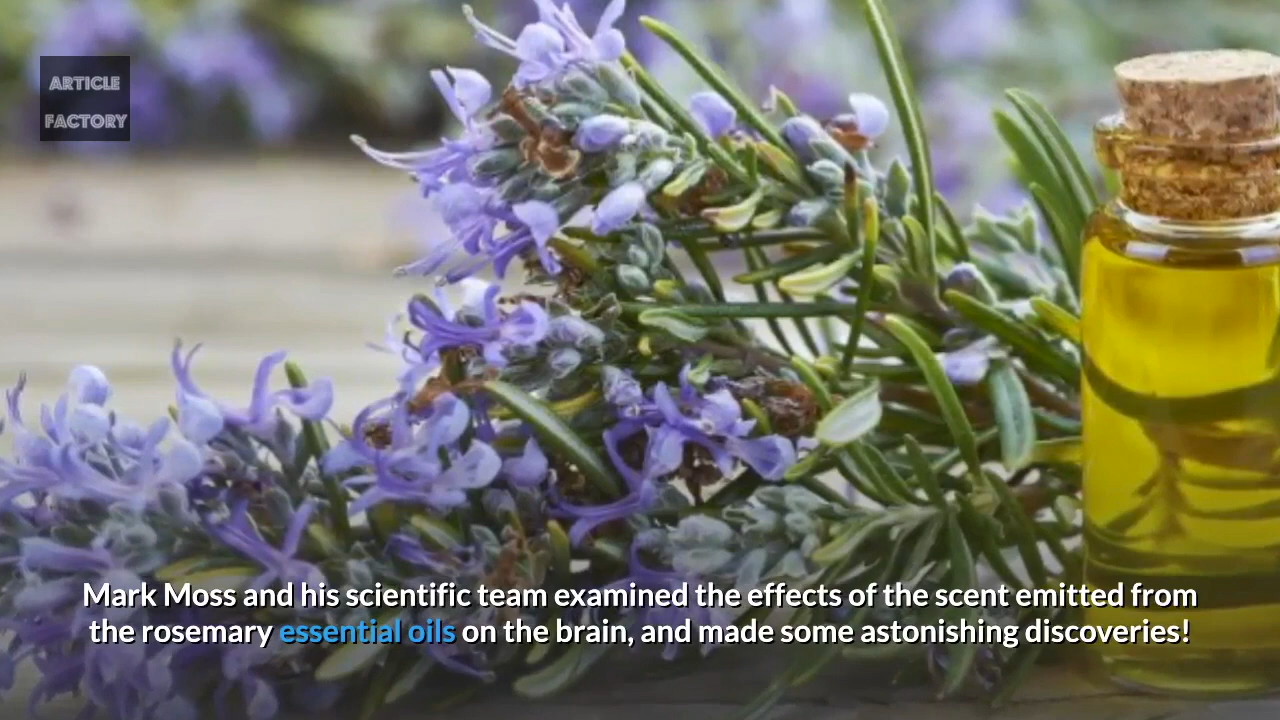 ARTICLE
FACTORY
Mark Moss and his scientific team examined the effects of the scent emitted from
the rosemary essential oils on the brain, and made some astonishing discoveries!